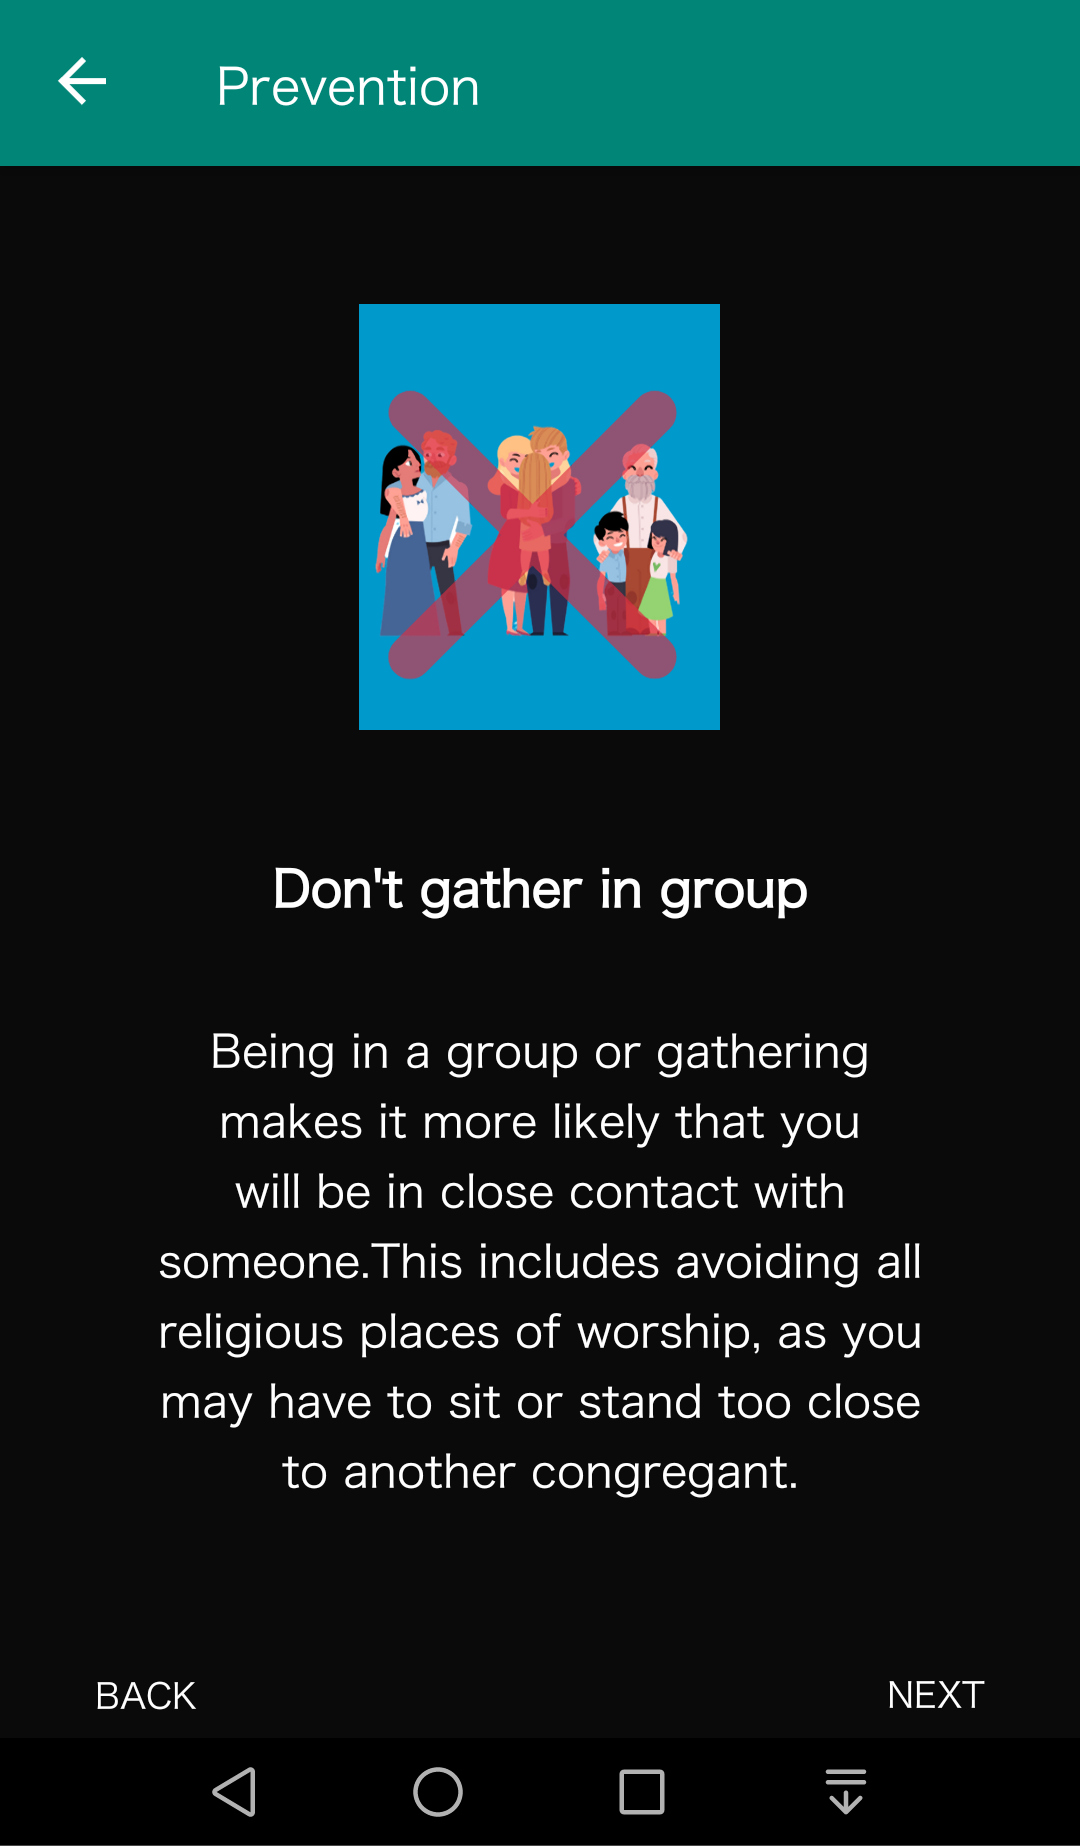 Prevention
Don't gather in group
Being in a group or gathering
makes it more likely that you
will be in close contact with
someone.This includes avoiding all
religious places of worship, as you
may have to sit or stand too close
to another congregant.
BACK
NEXT